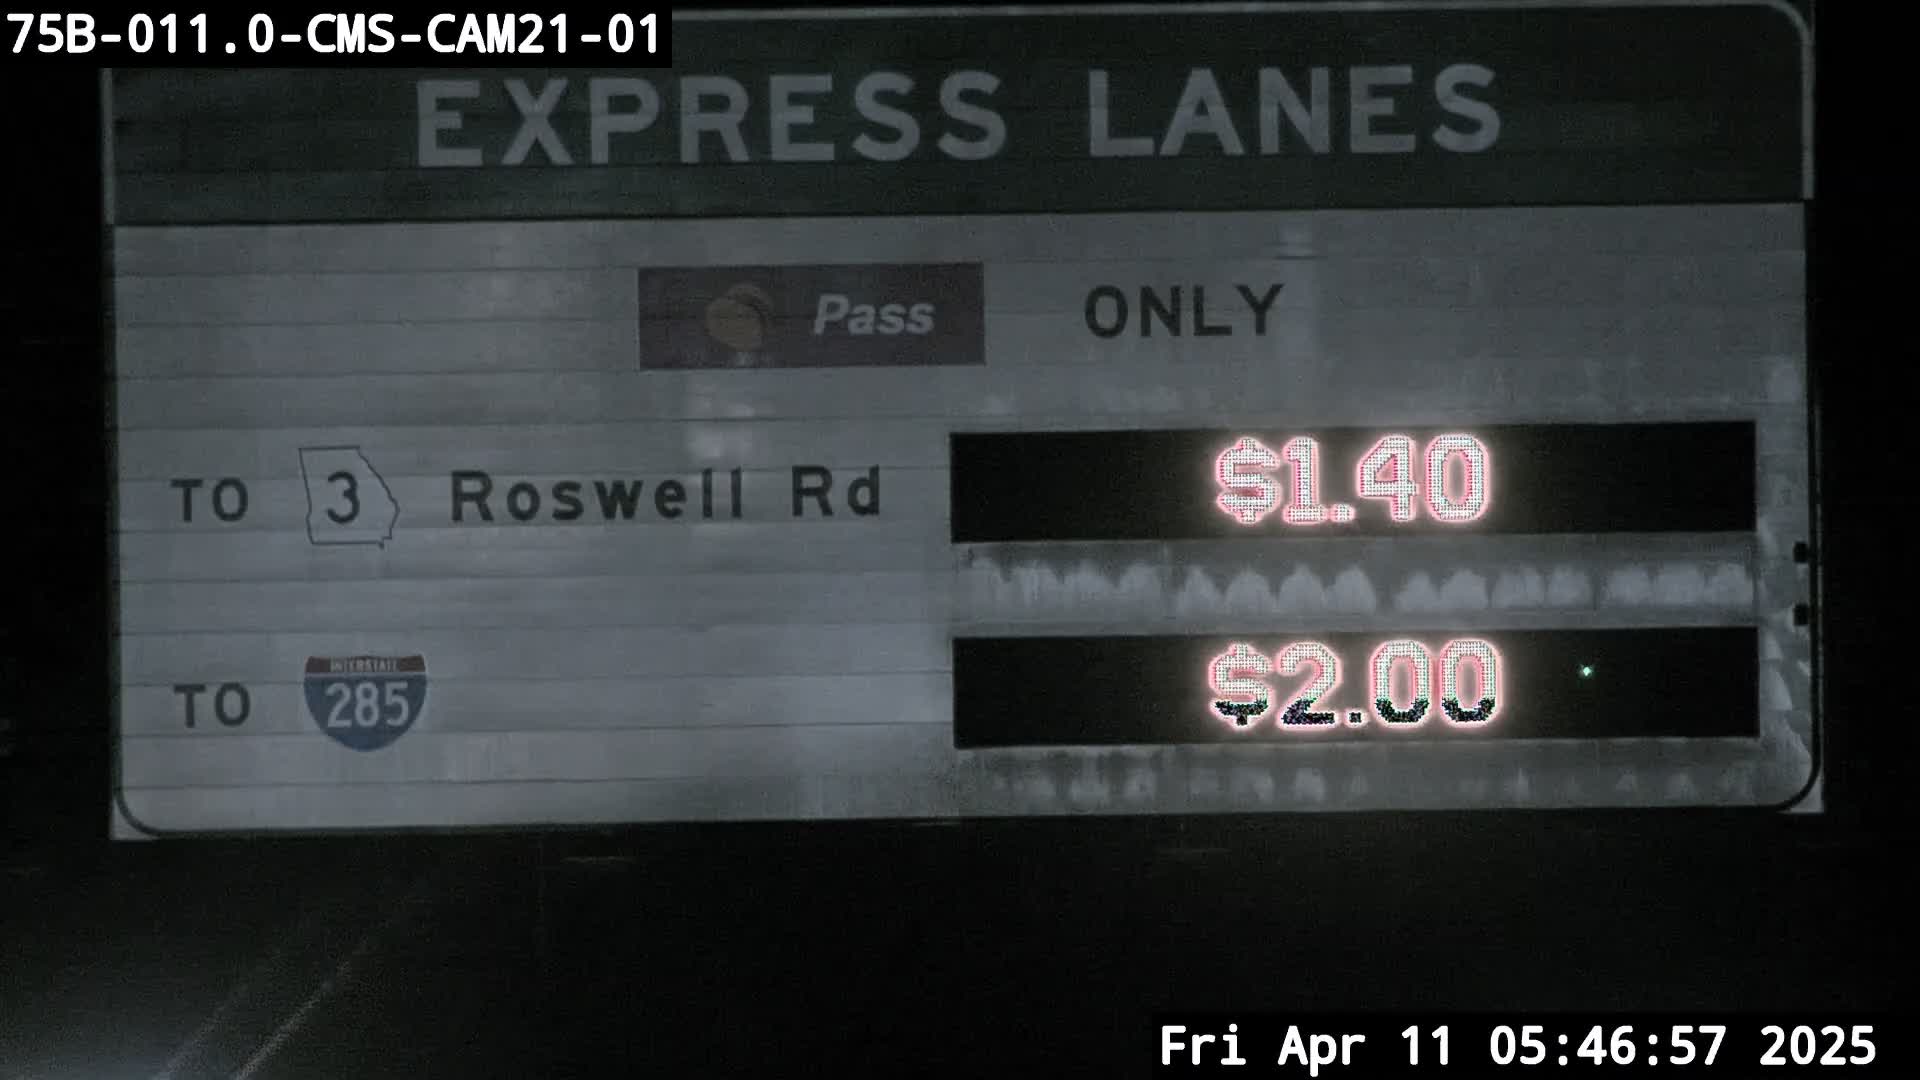 75B-011.0-CMS-CAM21-01
EXPRESS LANES
Pass ONLY
TO 3 Roswell Rd $1.40
TO INTERSTATE 285 $2.00
Fri Apr 11 05:46:57 2025